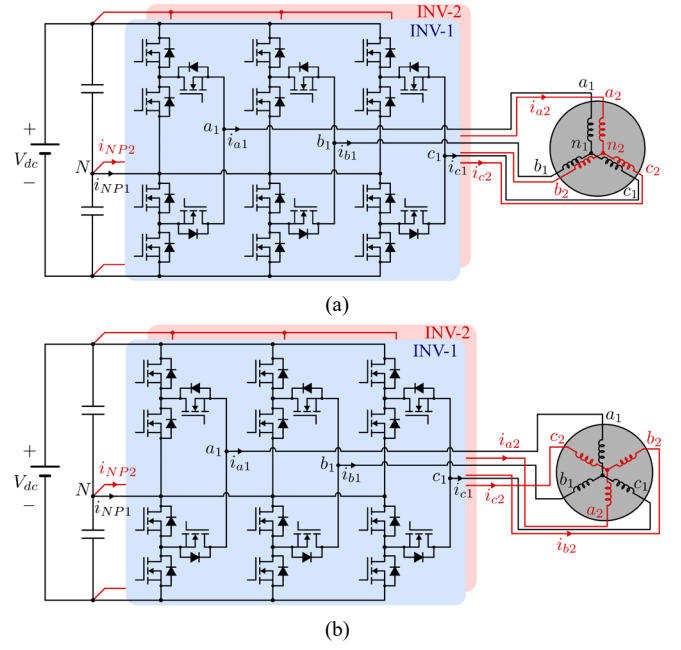 INV-2
INV-1
a1
a2
ia2
a1
ia1
+
Vdc
−
iNP2
N
iNP1
b1
ib1
n1
n2
c1
ic1
ic2
b1
b2
c1
c2
(a)
INV-2
INV-1
a1
ia2
c2
b2
a1
ia1
+
Vdc
−
iNP2
N
iNP1
b1
ib1
c1
ic1
ic2
b1
c1
a2
ib2
(b)